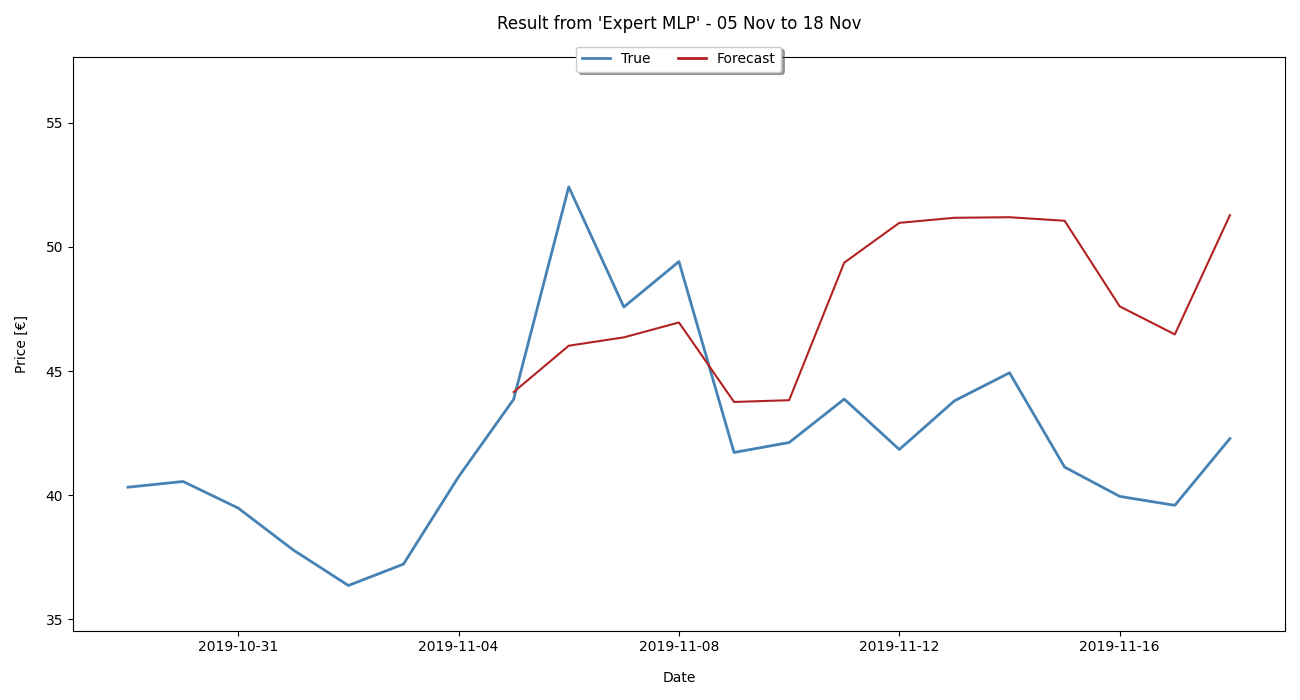 Result from 'Expert MLP' - 05 Nov to 18 Nov
True Forecast
55
50
45
40
35
Price [€]
2019-10-31 2019-11-04 2019-11-08 2019-11-12 2019-11-16
Date